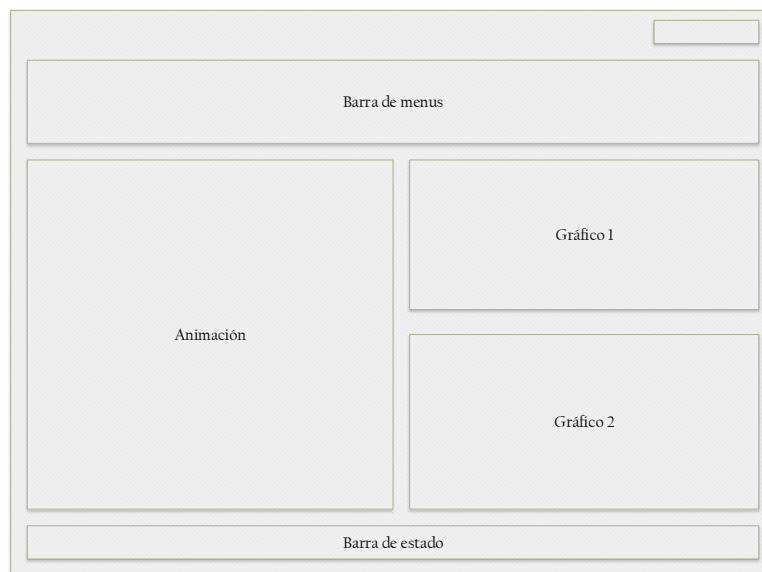 Barra de menus
Gráfico 1
Animación
Gráfico 2
Barra de estado